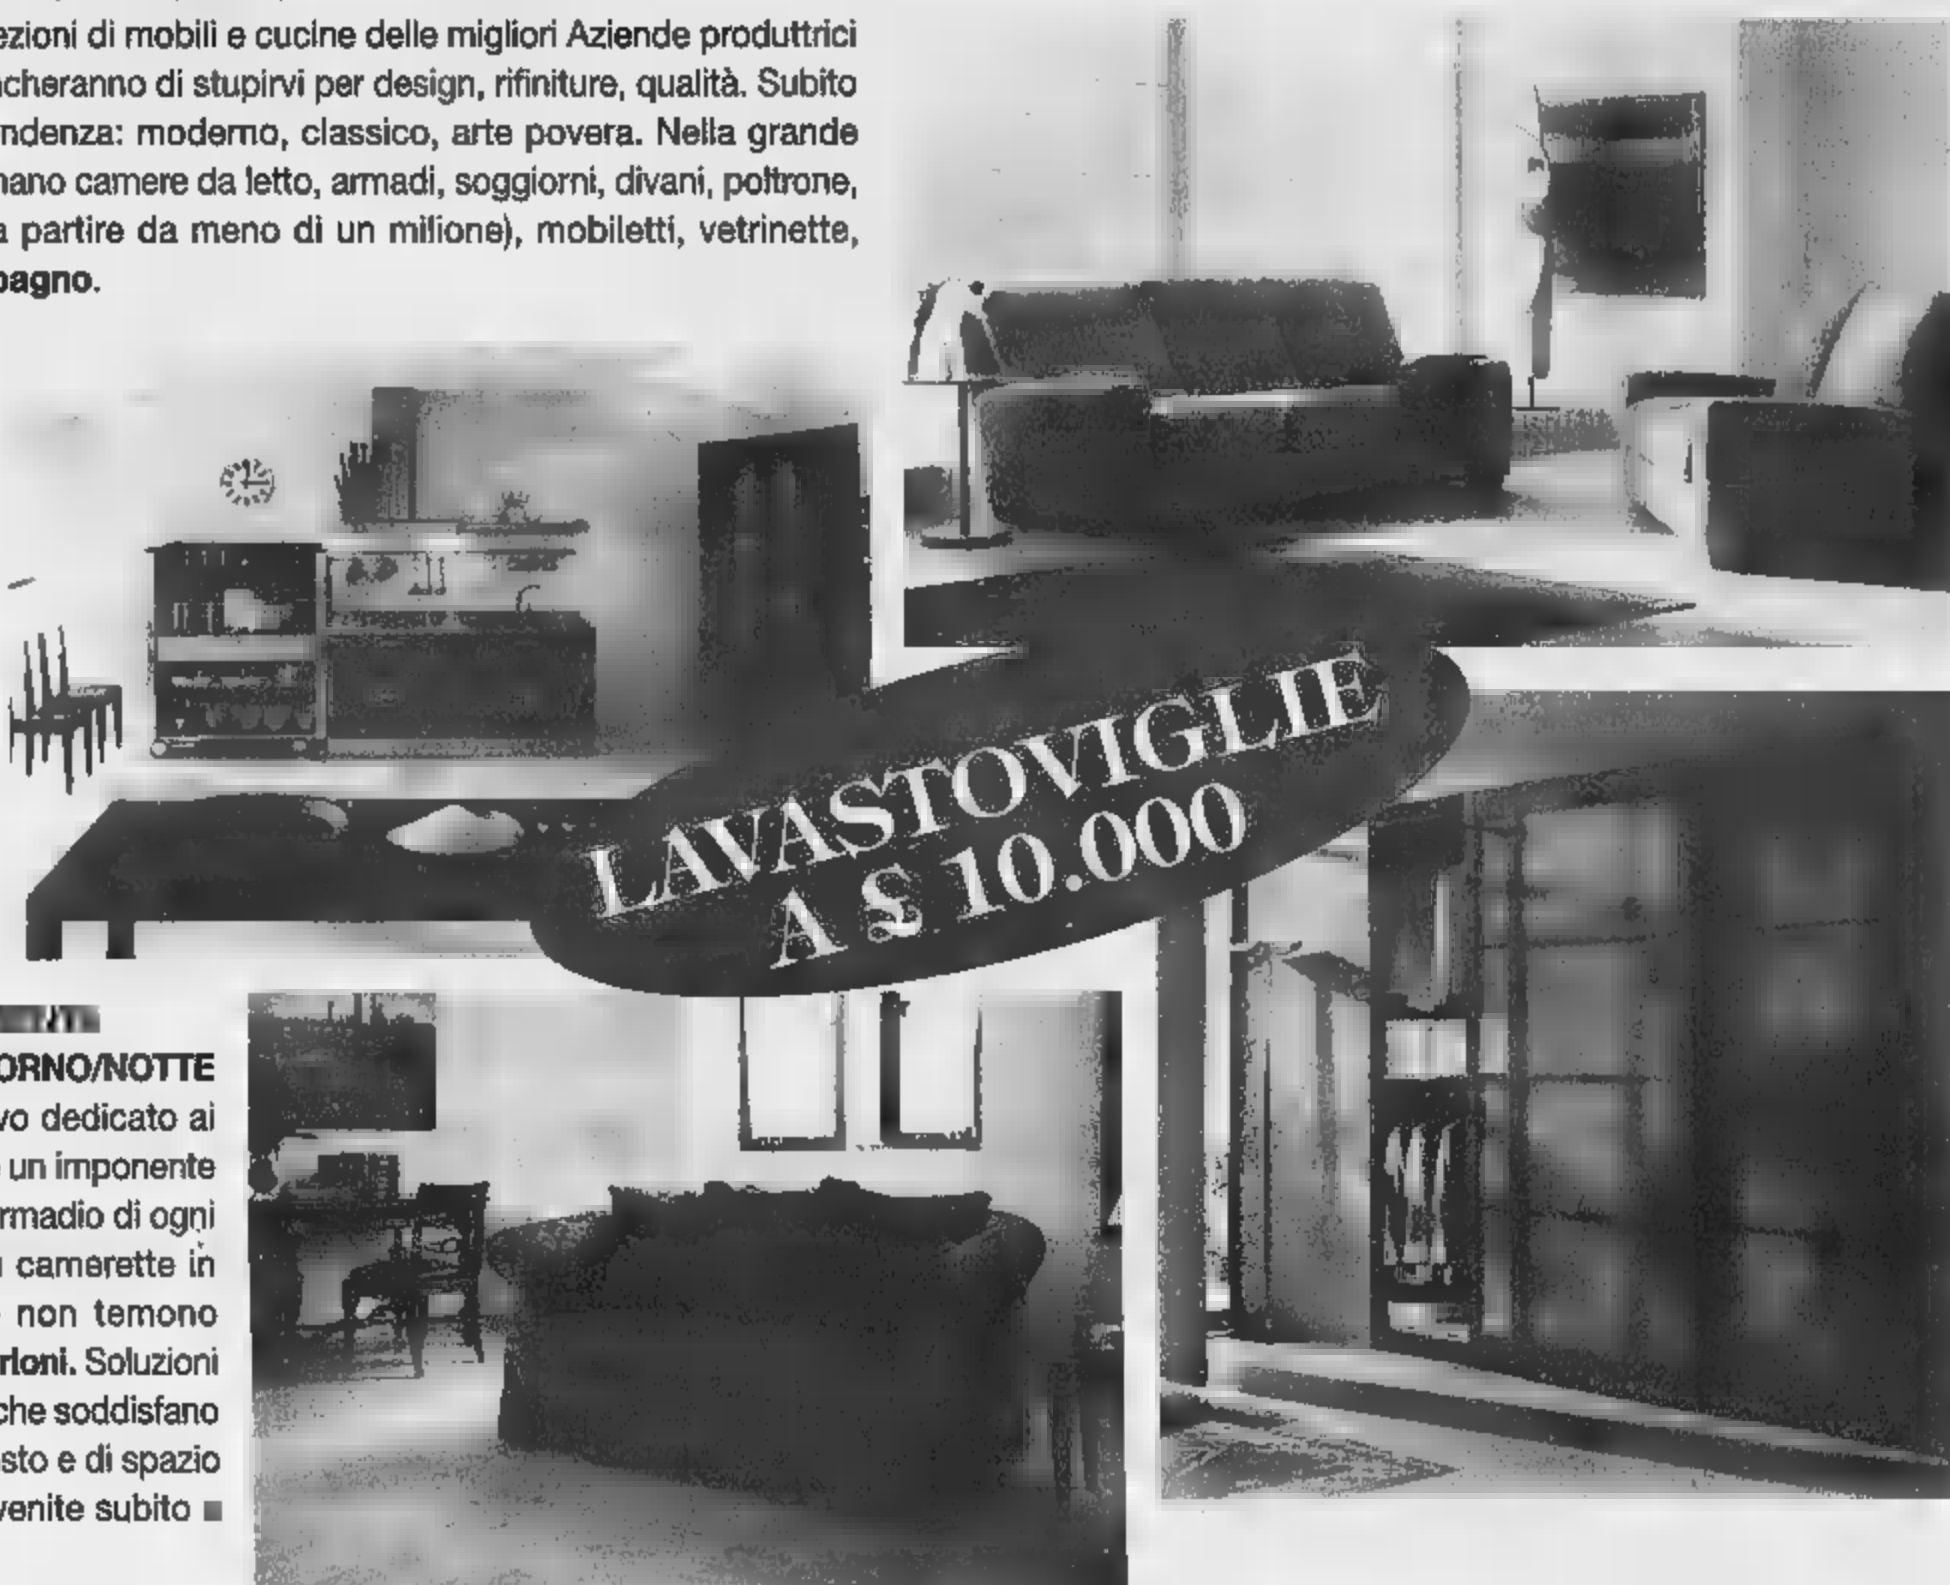 ezioni di mobili e cucine delle migliori Aziende produttrici
ncheranno di stupirvi per design, rifiniture, qualità. Subito
ndenza: moderno, classico, arte povera. Nella grande
nano camere da letto, armadi, soggiorni, divani, poltrone,
a partire da meno di un milione), mobiletti, vetrinette,
bagno.
LAVASTOVIGLIE
A £ 10.000
ORNO/NOTTE
vo dedicato ai
un imponente
rmadio di ogni
camerette in
non temono
rloni. Soluzioni
che soddisfano
sto e di spazio
venite subito ■